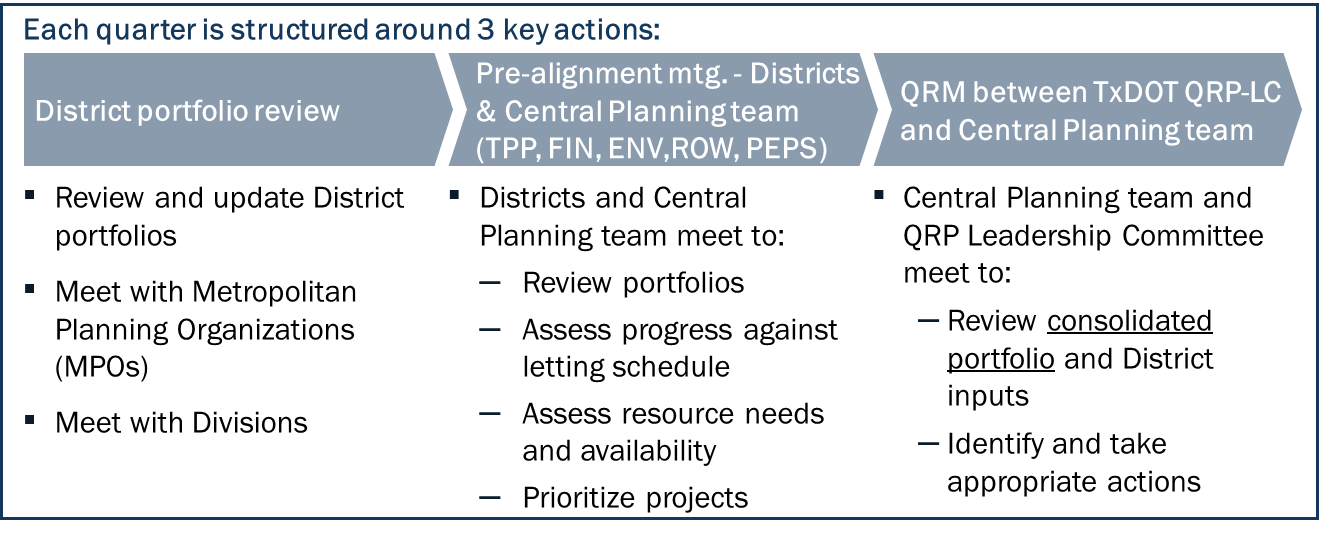 Each quarter is structured around 3 key actions:
District portfolio review
▪ Review and update District
portfolios
▪ Meet with Metropolitan
Planning Organizations
(MPOs)
▪ Meet with Divisions
Pre-alignment mtg. - Districts
& Central Planning team
(TPP, FIN, ENV,ROW, PEPS)
▪ Districts and Central
Planning team meet to:
– Review portfolios
– Assess progress against
letting schedule
– Assess resource needs
and availability
– Prioritize projects
QRM between TxDOT QRP-LC
and Central Planning team
▪ Central Planning team and
QRP Leadership Committee
meet to:
– Review consolidated
portfolio and District
inputs
– Identify and take
appropriate actions